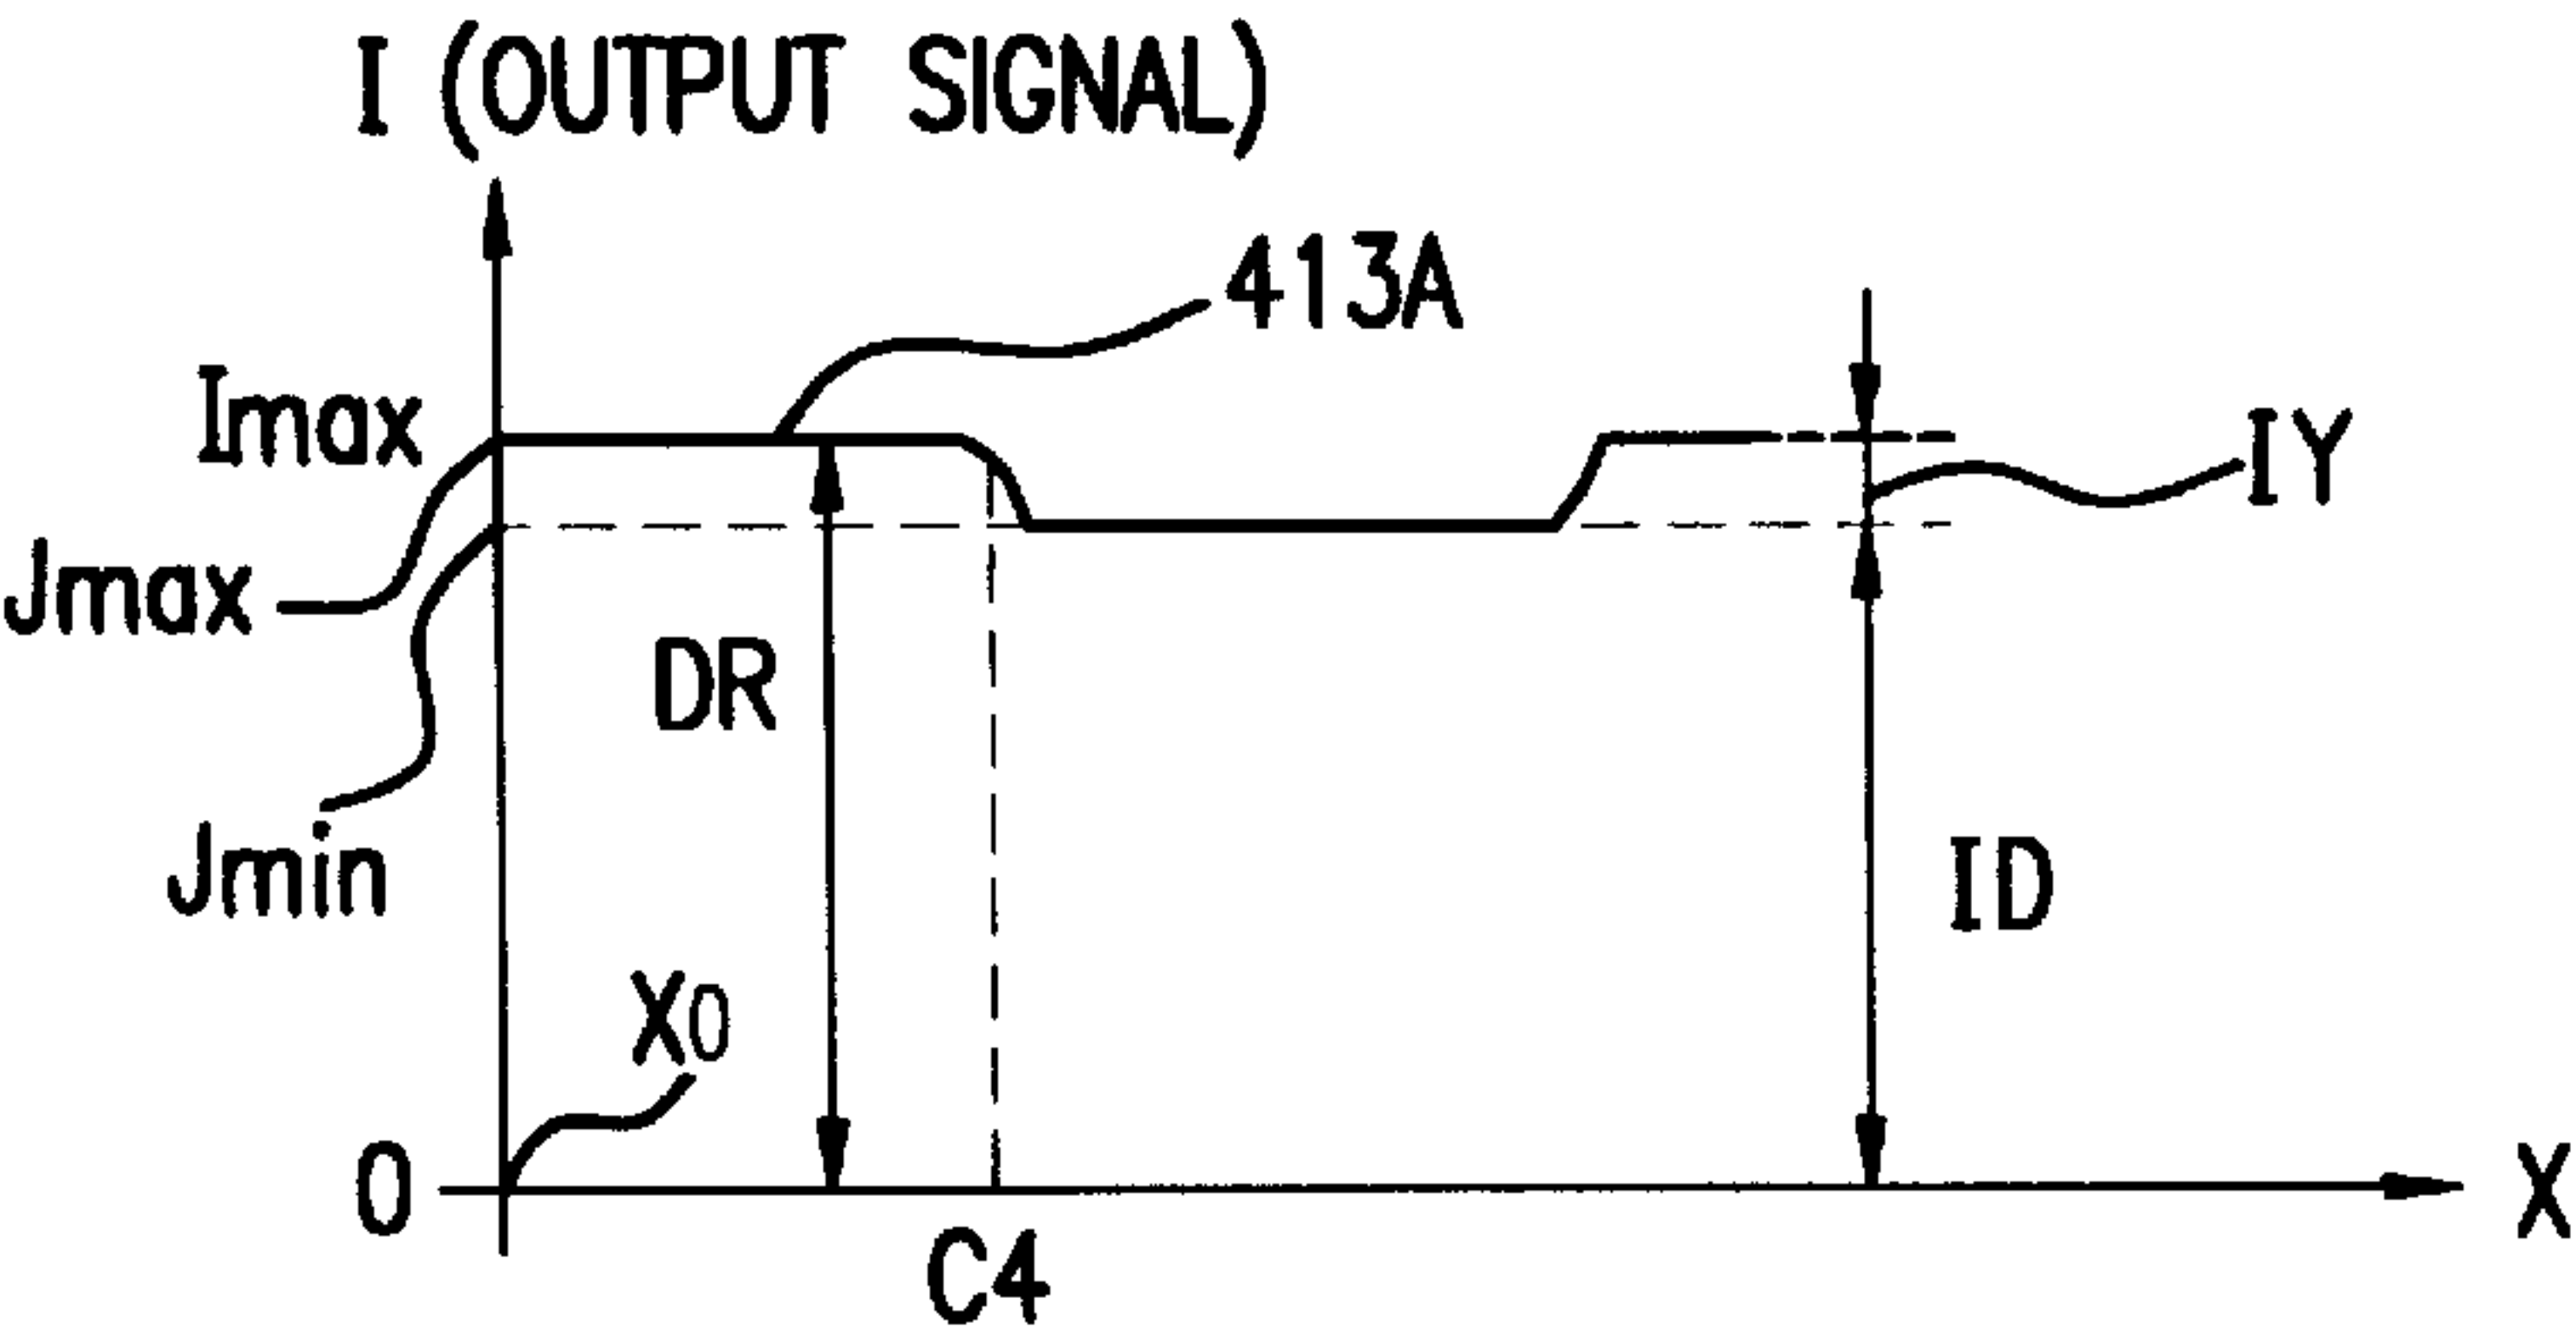 I (OUTPUT SIGNAL)
413A
Imax
IY
Jmax
DR
Jmin
ID
X0
0
X
C4